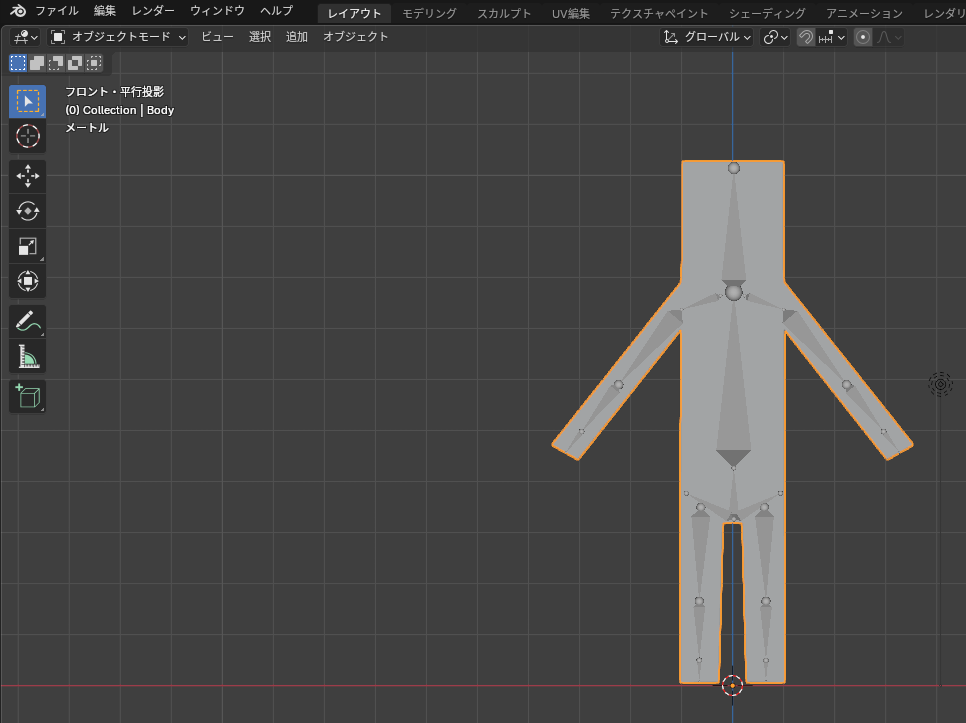 ファイル 編集 レンダー ウィンドウ ヘルプ レイアウト モデリング スカルプト UV編集 テクスチャペイント シェーディング アニメーション レンダリ
オブジェクトモード ビュー 選択 追加 オブジェクト グローバル
フロント・平行投影
(0) Collection | Body
メートル